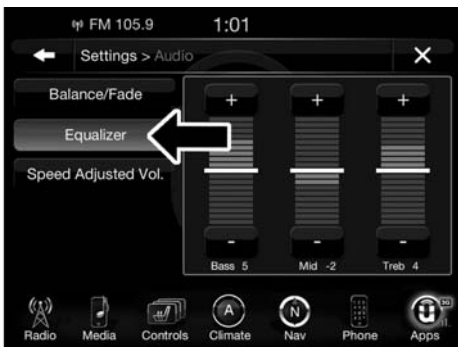 FM 105.9 1:01
Settings > Audio
Balance/Fade
Equalizer
Speed Adjusted Vol.
+ + +
- - -
Bass 5 Mid -2 Treb 4
A N 3G
Radio Media Controls Climate Nav Phone Apps